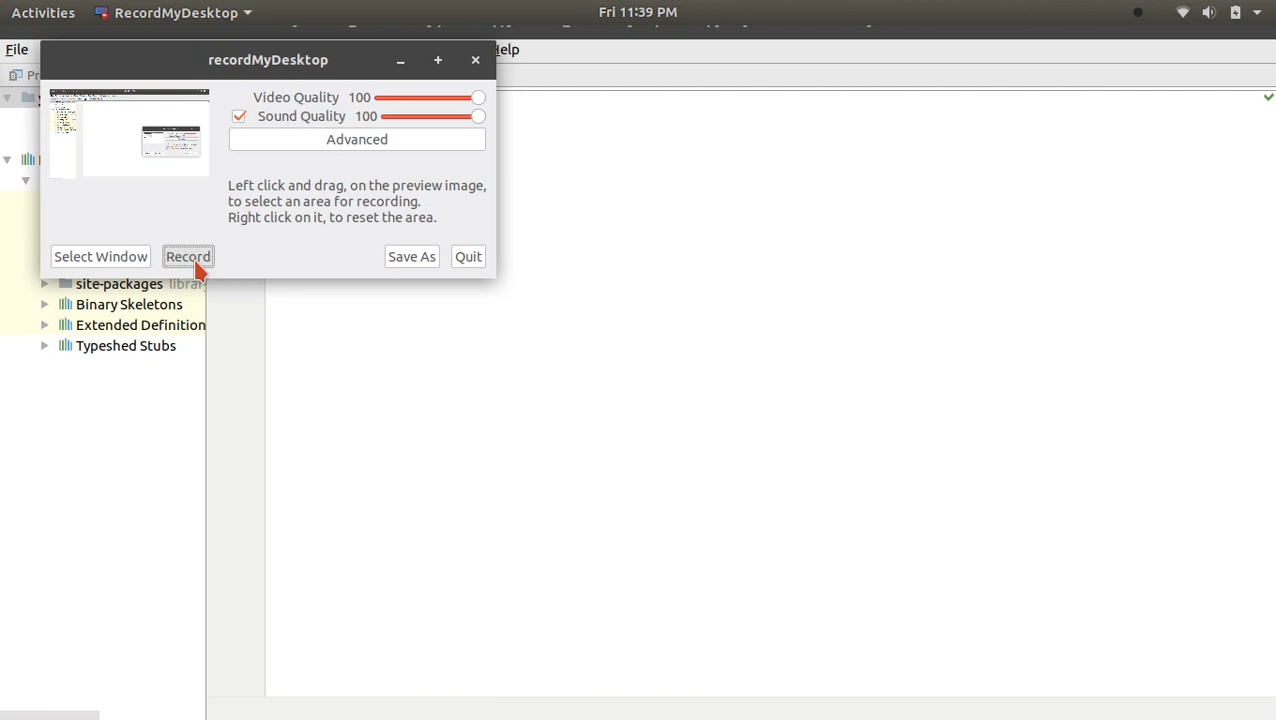 Activities RecordMyDesktop Fri 11:39 PM
File Help
recordMyDesktop
Pr
Video Quality 100
Sound Quality 100
Advanced
Left click and drag, on the preview image,
to select an area for recording.
Right click on it, to reset the area.
Select Window Record Save As Quit
site-packages library
Binary Skeletons
Extended Definition
Typeshed Stubs